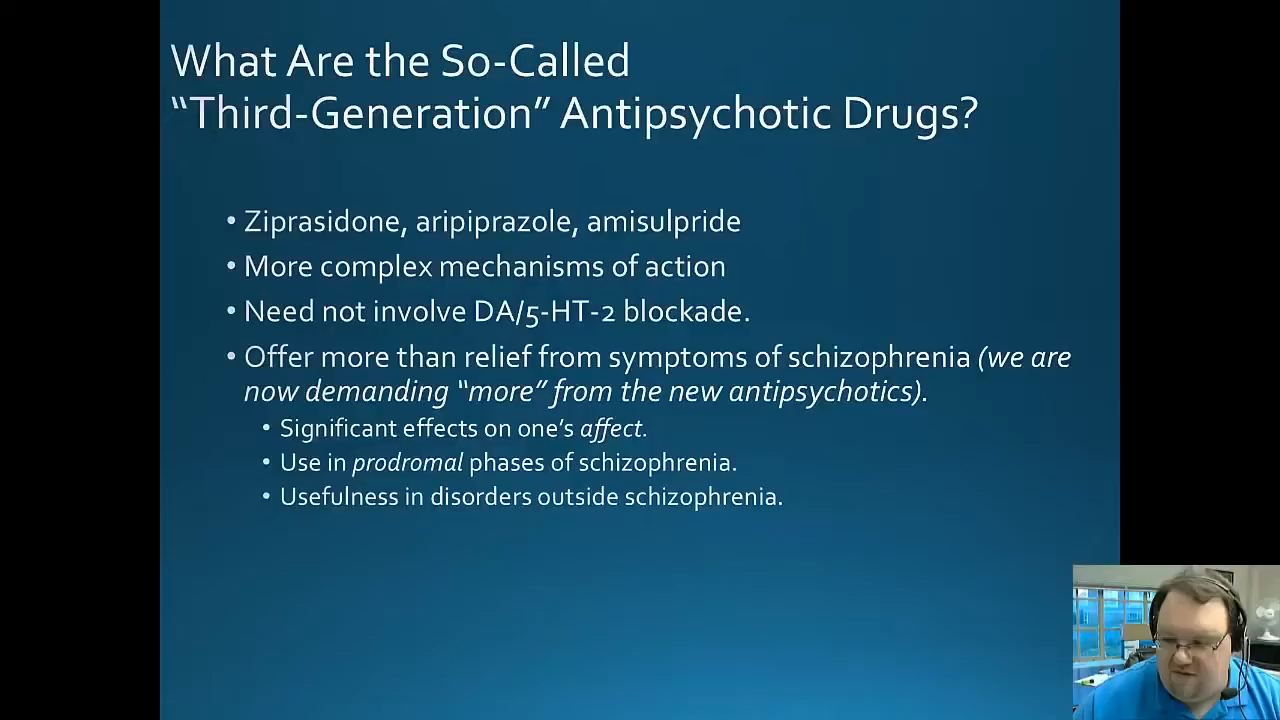 What Are the So-Called
“Third-Generation” Antipsychotic Drugs?
• Ziprasidone, aripiprazole, amisulpride
• More complex mechanisms of action
• Need not involve DA/5-HT-2 blockade.
• Offer more than relief from symptoms of schizophrenia (we are
now demanding “more” from the new antipsychotics).
• Significant effects on one’s affect.
• Use in prodromal phases of schizophrenia.
• Usefulness in disorders outside schizophrenia.